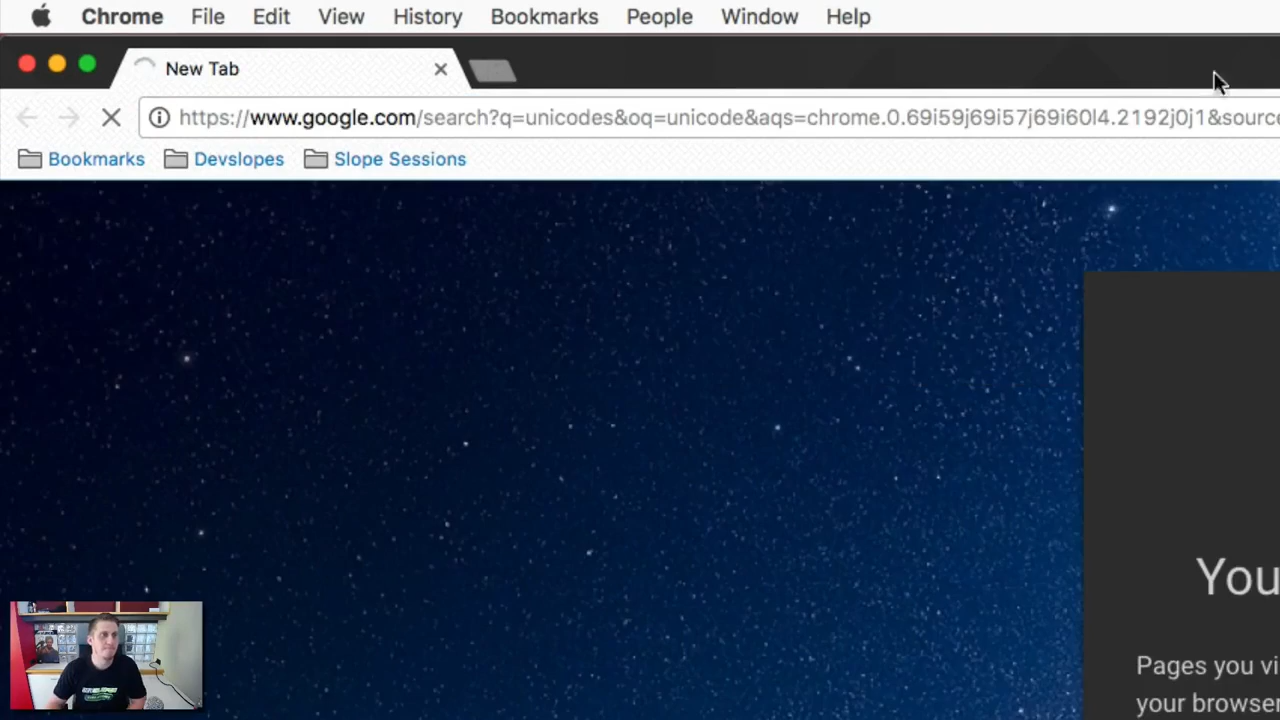 Chrome File Edit View History Bookmarks People Window Help
New Tab
https://www.google.com/search?q=unicodes&oq=unicode&aqs=chrome.0.69i59j69i57j69i60l4.2192j0j1&source
Bookmarks Devslopes Slope Sessions
You
Pages you vi
your browser